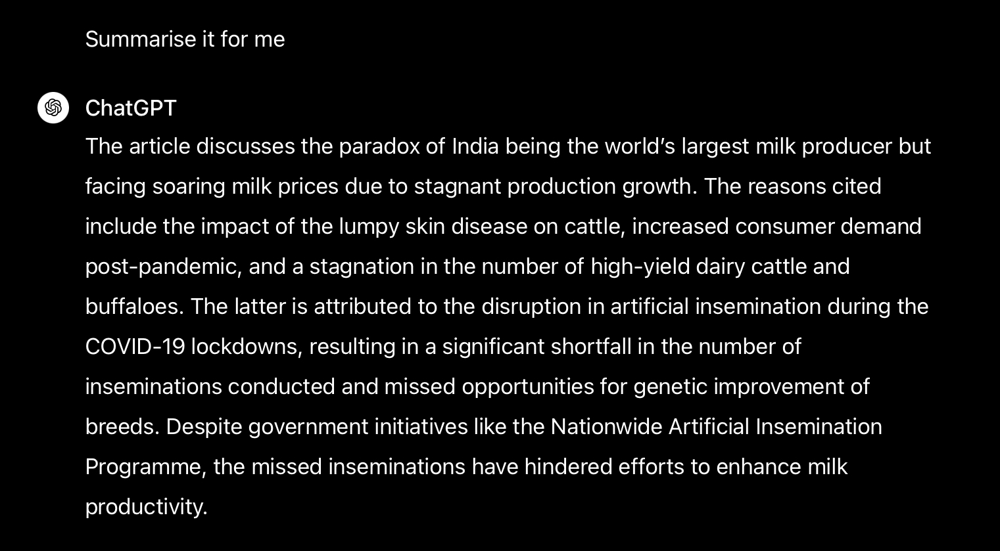 Summarise it for me
ChatGPT
The article discusses the paradox of India being the world’s largest milk producer but
facing soaring milk prices due to stagnant production growth. The reasons cited
include the impact of the lumpy skin disease on cattle, increased consumer demand
post-pandemic, and a stagnation in the number of high-yield dairy cattle and
buffaloes. The latter is attributed to the disruption in artificial insemination during the
COVID-19 lockdowns, resulting in a significant shortfall in the number of
inseminations conducted and missed opportunities for genetic improvement of
breeds. Despite government initiatives like the Nationwide Artificial Insemination
Programme, the missed inseminations have hindered efforts to enhance milk
productivity.